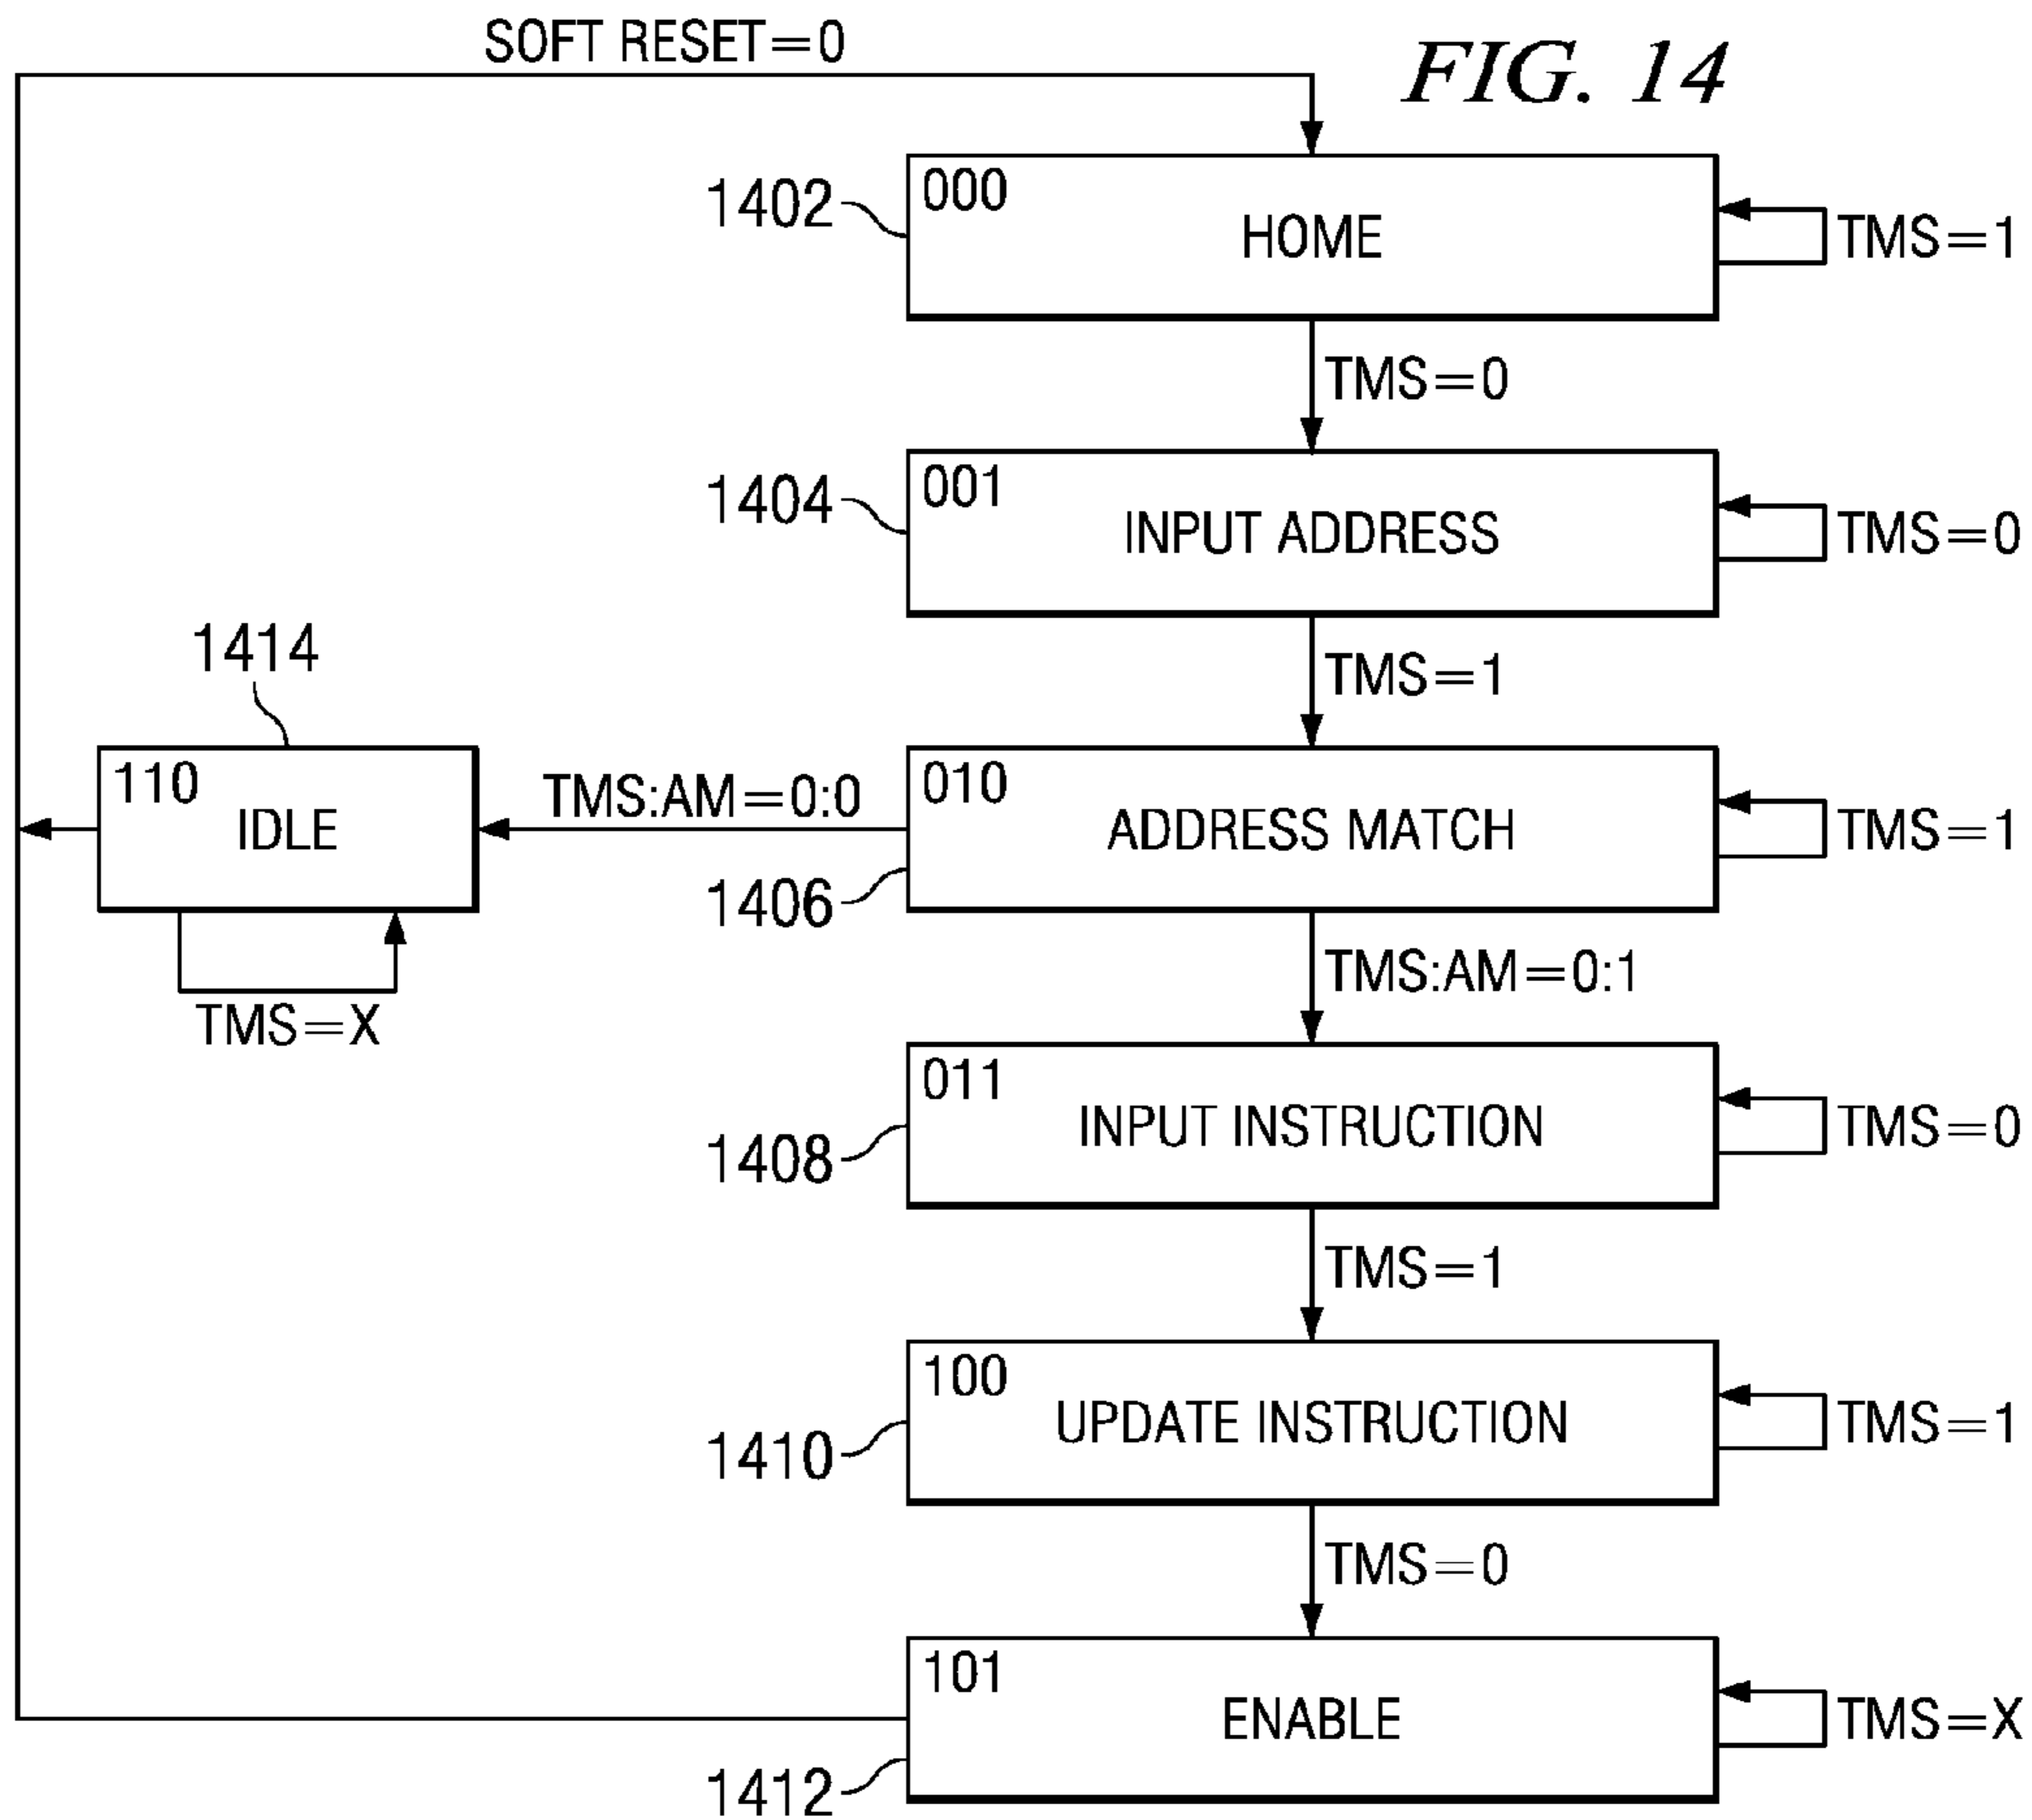 SOFT RESET=0
FIG. 14
1402
000
HOME
TMS=1
TMS=0
1404
001
INPUT ADDRESS
TMS=0
TMS=1
1414
110
IDLE
TMS=X
TMS:AM=0:0
010
ADDRESS MATCH
1406
TMS=1
TMS:AM=0:1
011
INPUT INSTRUCTION
1408
TMS=0
TMS=1
100
UPDATE INSTRUCTION
1410
TMS=1
TMS=0
101
ENABLE
1412
TMS=X